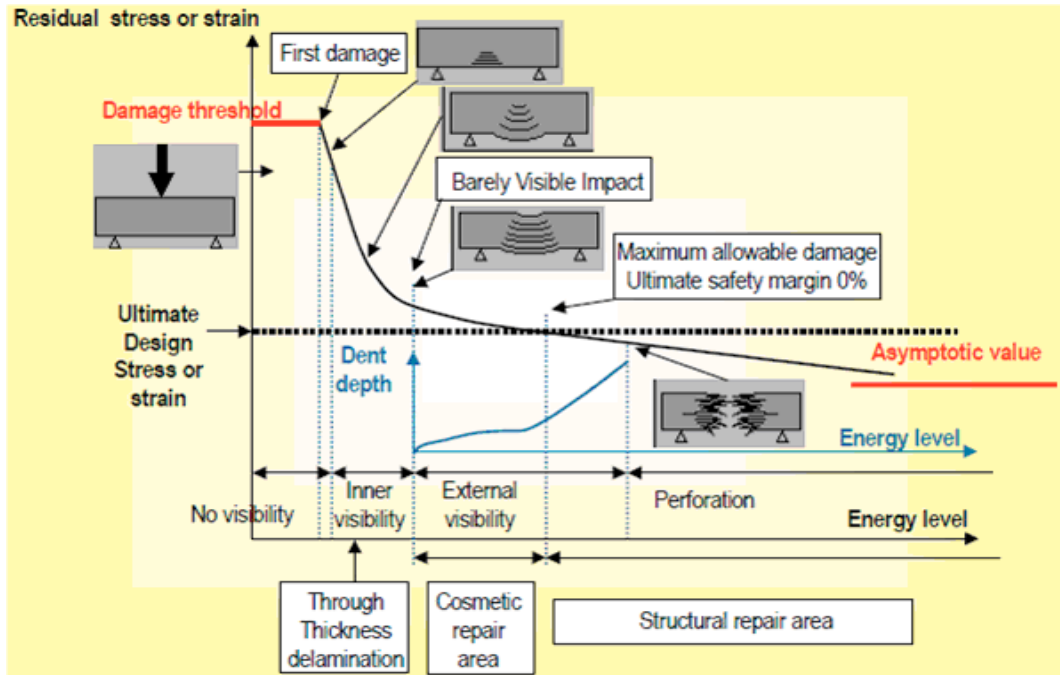 Residual stress or strain
First damage
Damage threshold
Barely Visible Impact
Maximum allowable damage
Ultimate safety margin 0%
Ultimate
Design
Stress or
strain
Dent
depth
Asymptotic value
Energy level
No visibility
Inner
visibility
External
visibility
Perforation
Energy level
Through
Thickness
delamination
Cosmetic
repair
area
Structural repair area